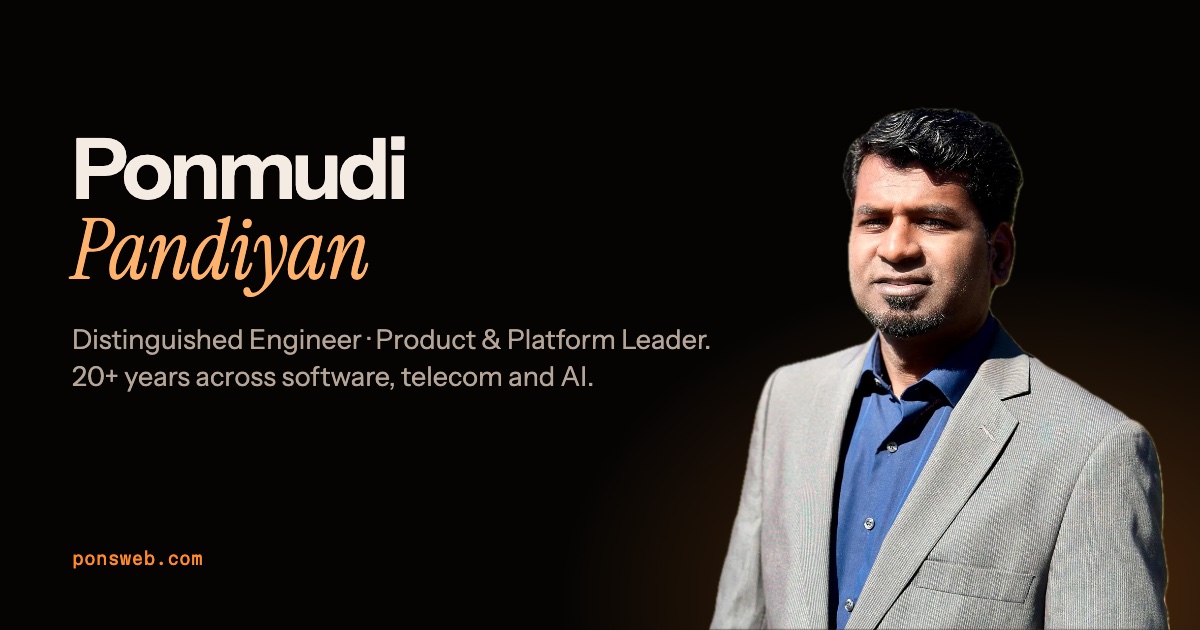 Ponmudi
Pandiyan
Distinguished Engineer · Product & Platform Leader.
20+ years across software, telecom and AI.
ponsweb.com